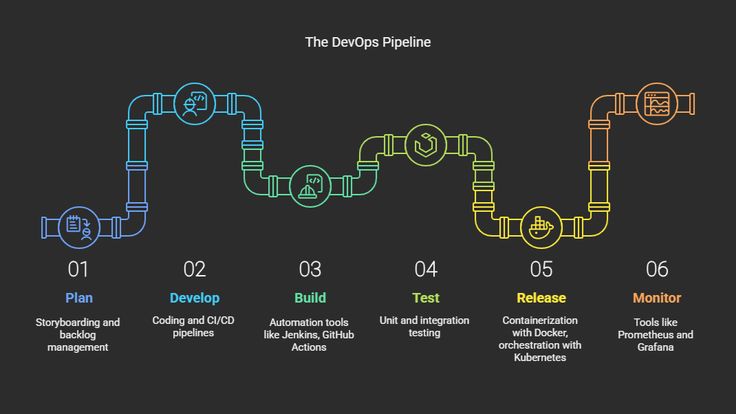 The DevOps Pipeline
01
Plan
Storyboarding and
backlog
management
02
Develop
Coding and CI/CD
pipelines
03
Build
Automation tools
like Jenkins, GitHub
Actions
04
Test
Unit and integration
testing
05
Release
Containerization
with Docker,
orchestration with
Kubernetes
06
Monitor
Tools like
Prometheus and
Grafana